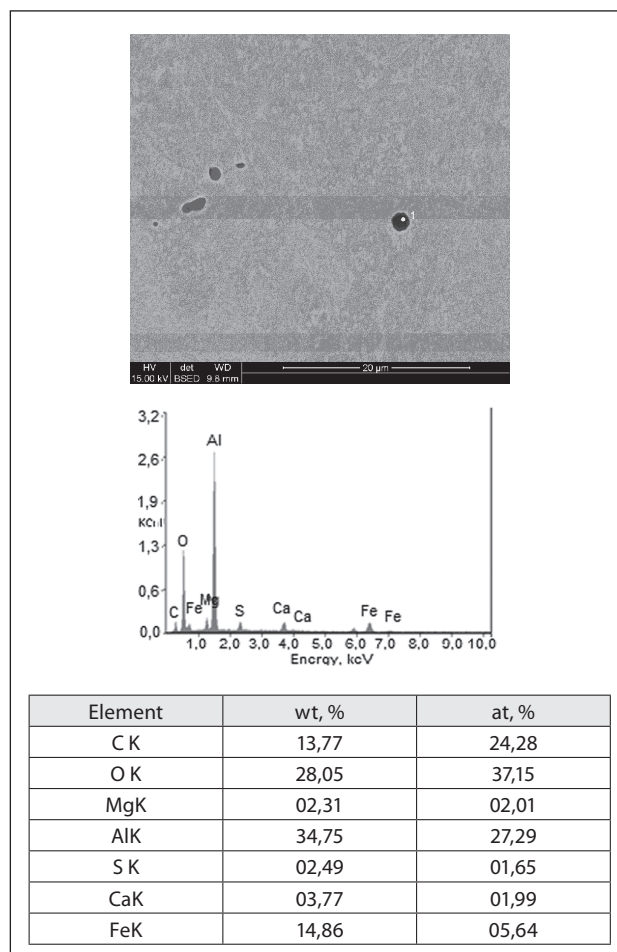 1
HV det WD
15.00 kV BSED 9.8 mm 20 µm
3,2
2,6
1,9
KCnt
1,3
0,6
0,0
Al
O
C Fe Mg S Ca Ca Fe Fe
1,0 2,0 3,0 4,0 5,0 6,0 7,0 8,0 9,0 10,0
Energy, keV
Element wt, % at, %
C K 13,77 24,28
O K 28,05 37,15
MgK 02,31 02,01
AlK 34,75 27,29
S K 02,49 01,65
CaK 03,77 01,99
FeK 14,86 05,64